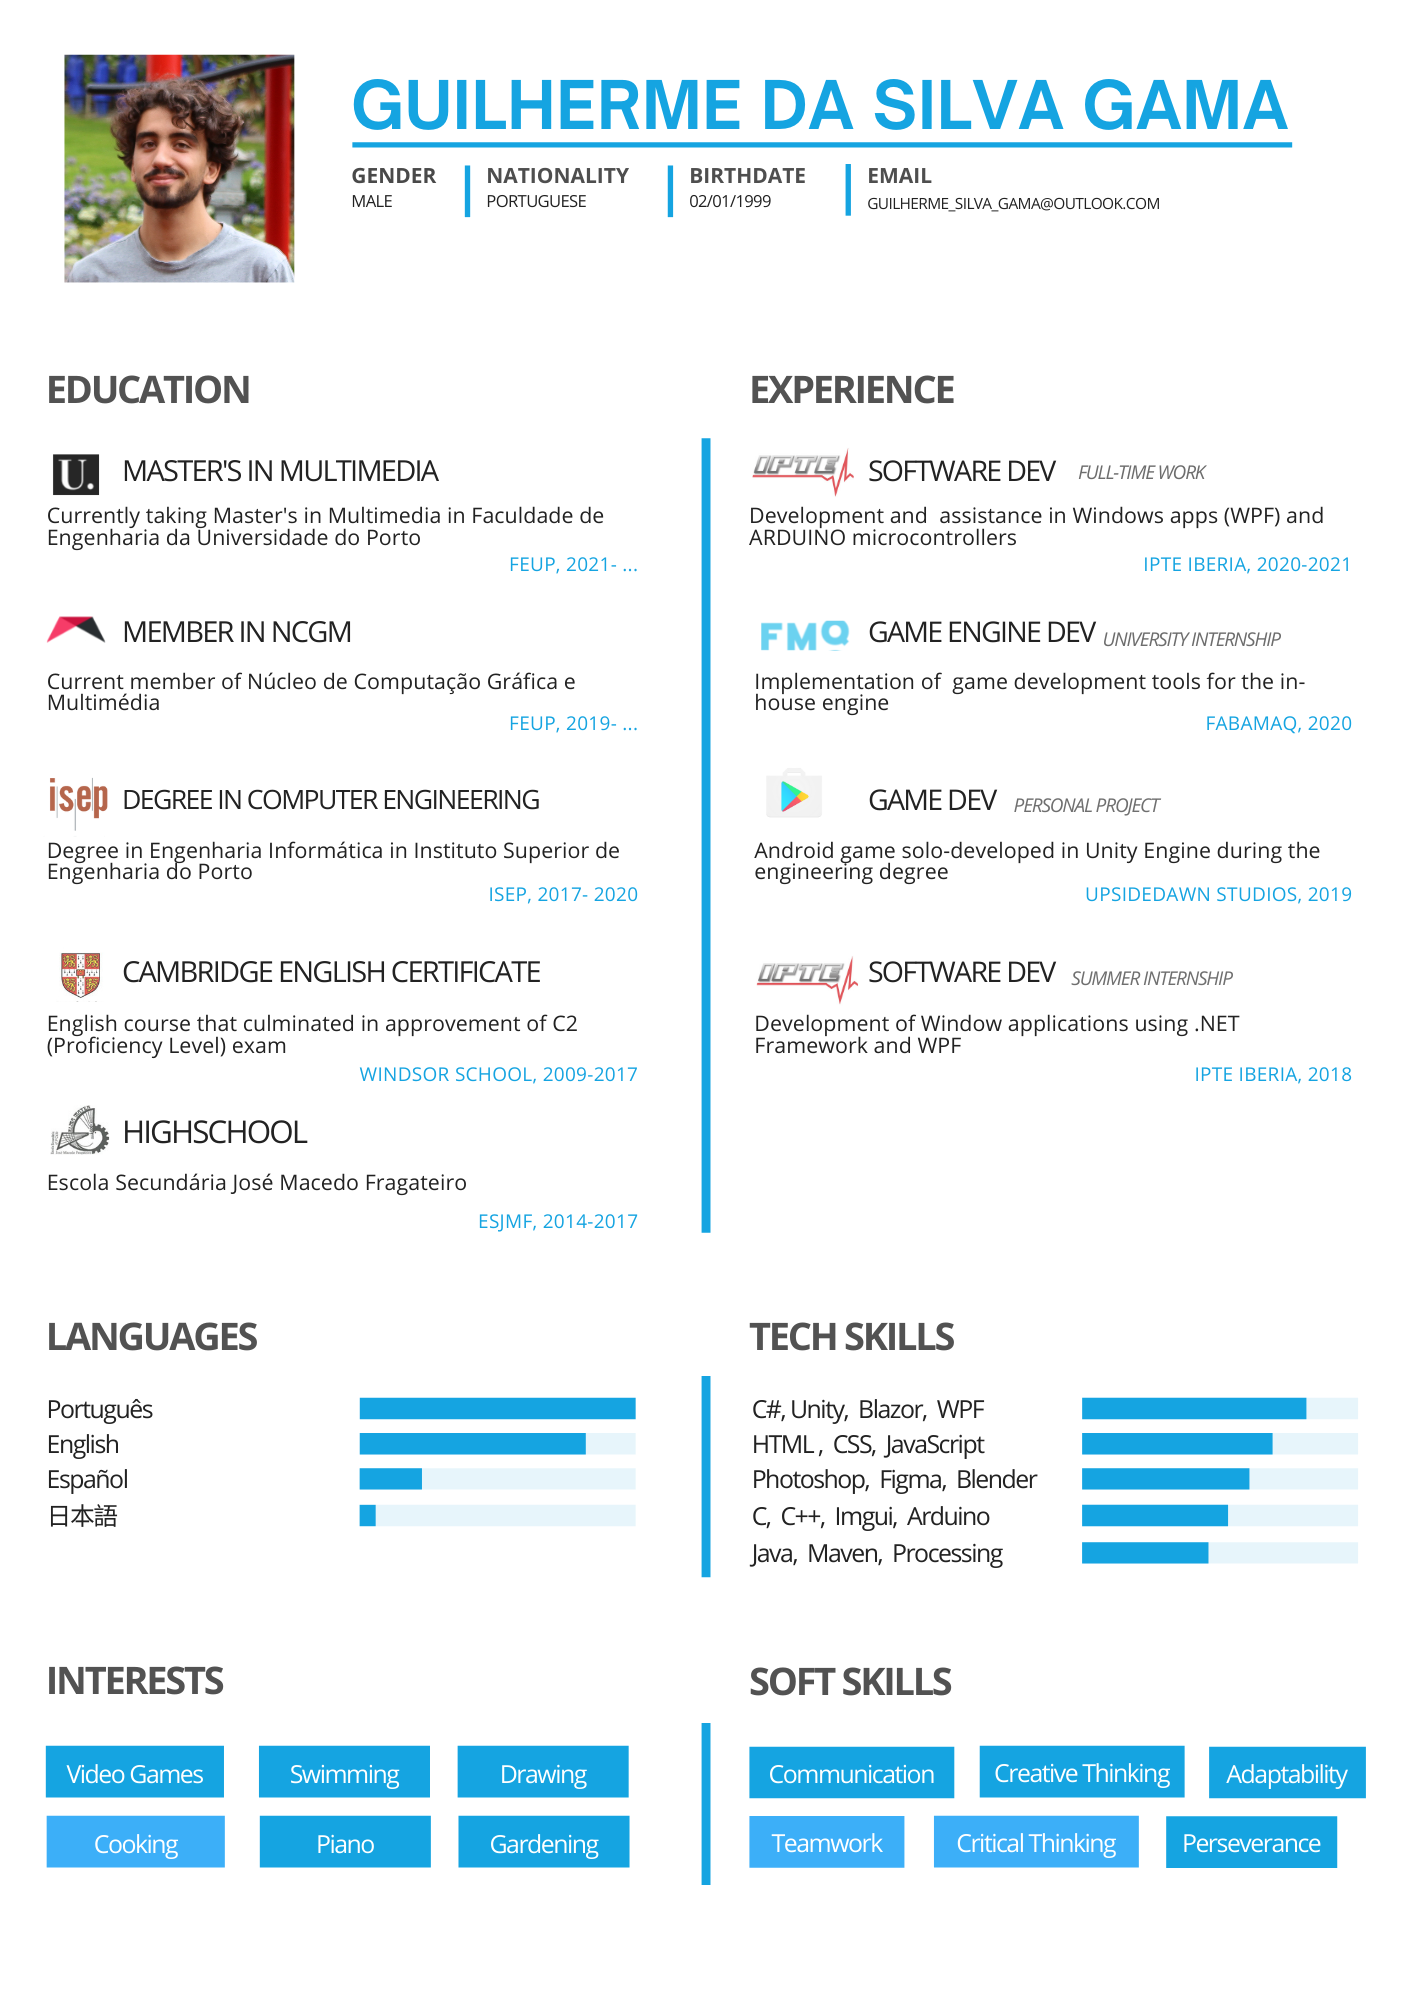 GUILHERME DA SILVA GAMA
GENDER
MALE
NATIONALITY
PORTUGUESE
BIRTHDATE
02/01/1999
EMAIL
GUILHERME_SILVA_GAMA@OUTLOOK.COM
EDUCATION
U.
MASTER'S IN MULTIMEDIA
Currently taking Master's in Multimedia in Faculdade de
Engenharia da Universidade do Porto
FEUP, 2021- ...
MEMBER IN NCGM
Current member of Núcleo de Computação Gráfica e
Multimédia
FEUP, 2019- ...
isep
DEGREE IN COMPUTER ENGINEERING
Degree in Engenharia Informática in Instituto Superior de
Engenharia do Porto
ISEP, 2017- 2020
CAMBRIDGE ENGLISH CERTIFICATE
English course that culminated in approvement of C2
(Proficiency Level) exam
WINDSOR SCHOOL, 2009-2017
HIGHSCHOOL
Escola Secundária José Macedo Fragateiro
ESJMF, 2014-2017
EXPERIENCE
IPTE
SOFTWARE DEV FULL-TIME WORK
Development and  assistance in Windows apps (WPF) and
ARDUINO microcontrollers
IPTE IBERIA, 2020-2021
FMQ
GAME ENGINE DEV UNIVERSITY INTERNSHIP
Implementation of  game development tools for the in-
house engine
FABAMAQ, 2020
GAME DEV PERSONAL PROJECT
Android game solo-developed in Unity Engine during the
engineering degree
UPSIDEDAWN STUDIOS, 2019
IPTE
SOFTWARE DEV SUMMER INTERNSHIP
Development of Window applications using .NET
Framework and WPF
IPTE IBERIA, 2018
LANGUAGES
Português
English
Español
日本語
TECH SKILLS
C#, Unity,  Blazor,  WPF
HTML ,  CSS,  JavaScript
Photoshop,  Figma,  Blender
C,  C++,  Imgui,  Arduino
Java,  Maven,  Processing
INTERESTS
Video Games
Swimming
Drawing
Cooking
Piano
Gardening
SOFT SKILLS
Communication
Creative Thinking
Adaptability
Teamwork
Critical Thinking
Perseverance